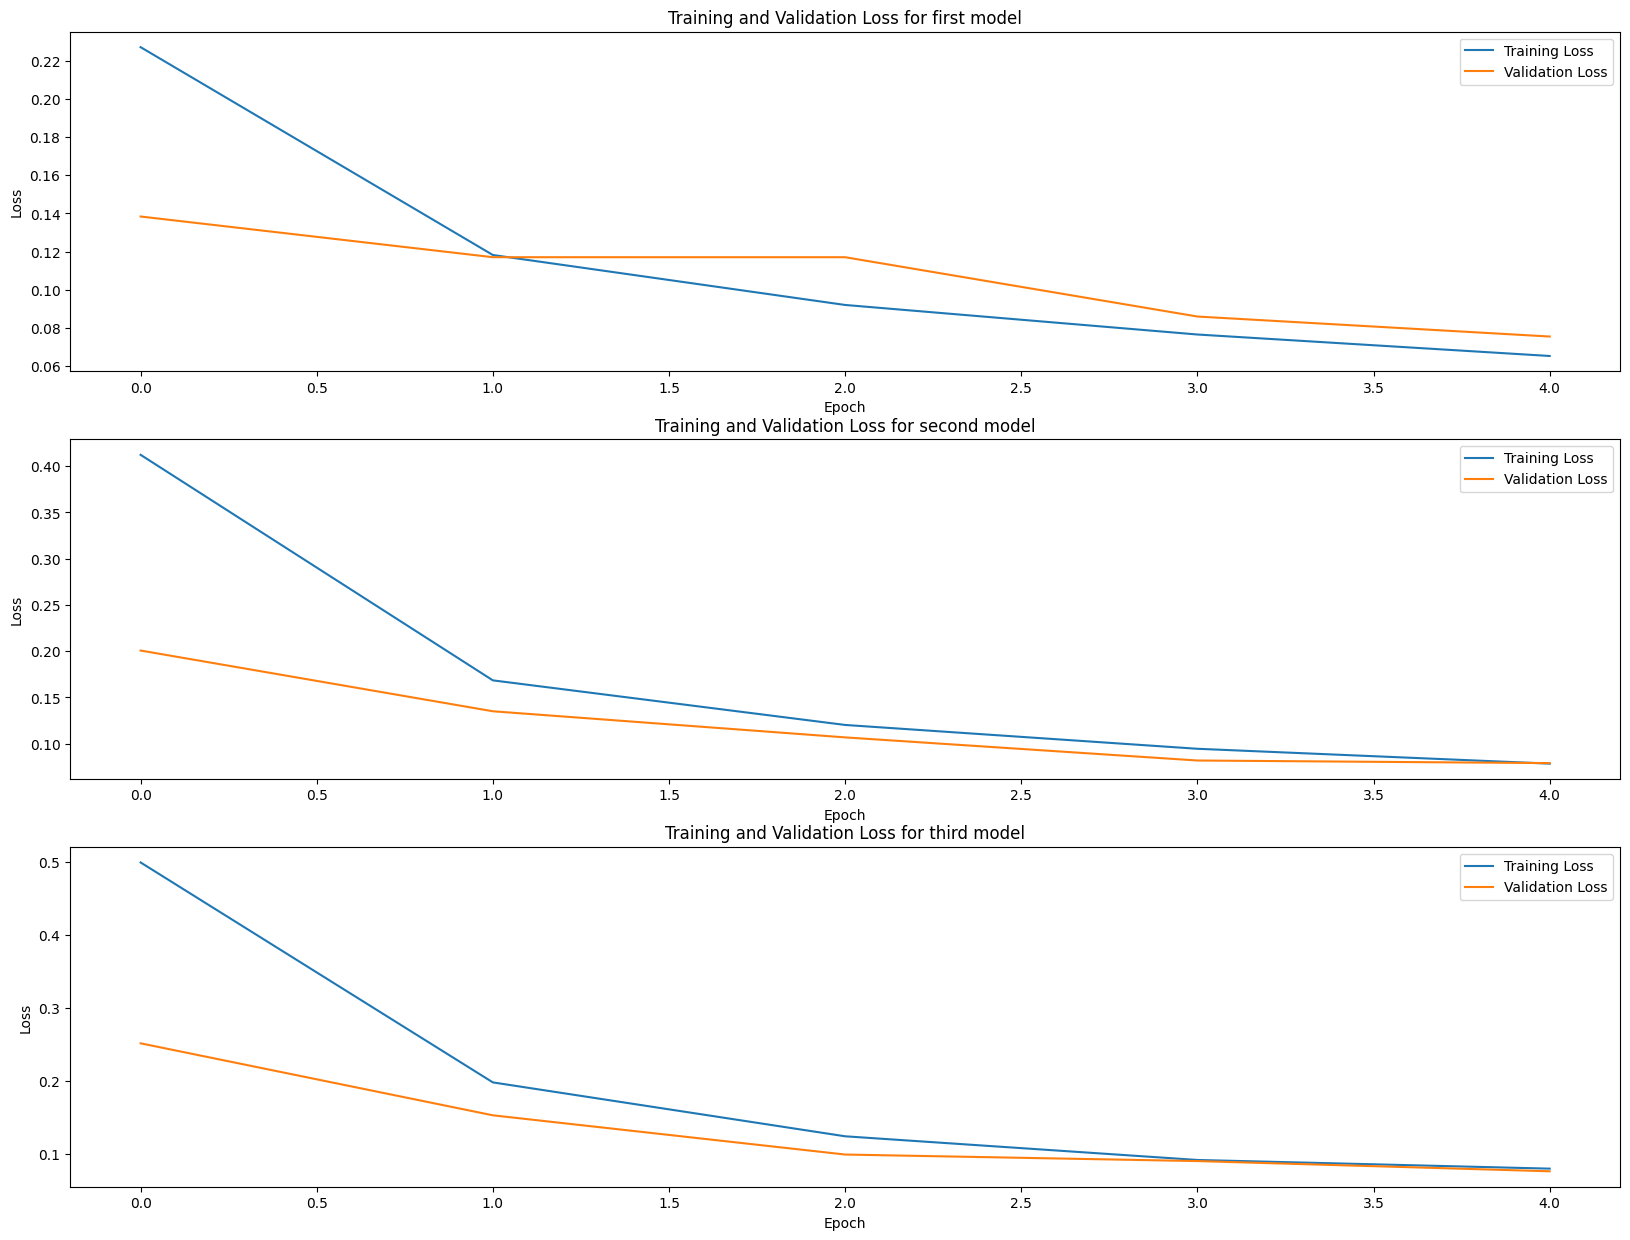 Training and Validation Loss for first model
Training Loss
Validation Loss
0.22
0.20
0.18
0.16
0.14
0.12
0.10
0.08
0.06
Loss
0.0 0.5 1.0 1.5 2.0 2.5 3.0 3.5 4.0
Epoch
Training and Validation Loss for second model
Training Loss
Validation Loss
0.40
0.35
0.30
0.25
0.20
0.15
0.10
Loss
0.0 0.5 1.0 1.5 2.0 2.5 3.0 3.5 4.0
Epoch
Training and Validation Loss for third model
Training Loss
Validation Loss
0.5
0.4
0.3
0.2
0.1
Loss
0.0 0.5 1.0 1.5 2.0 2.5 3.0 3.5 4.0
Epoch